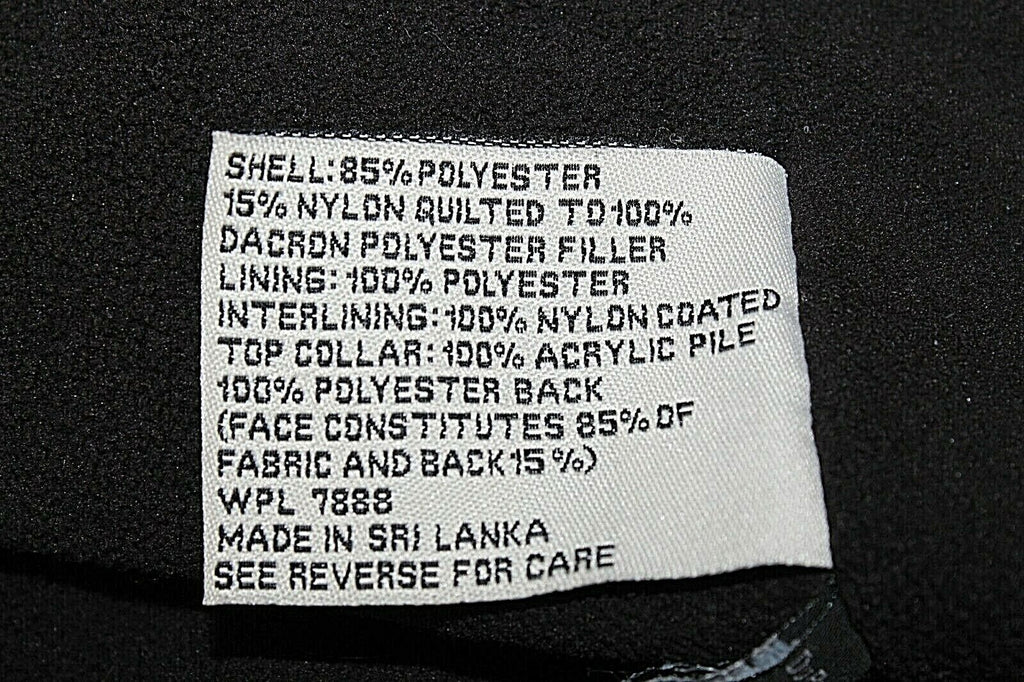 SHELL: 85% POLYESTER
15% NYLON QUILTED TO 100%
DACRON POLYESTER FILLER
LINING: 100% POLYESTER
INTERLINING: 100% NYLON COATED
TOP COLLAR: 100% ACRYLIC PILE
100% POLYESTER BACK
(FACE CONSTITUTES 85% OF
FABRIC AND BACK 15%)
WPL 7888
MADE IN SRI LANKA
SEE REVERSE FOR CARE